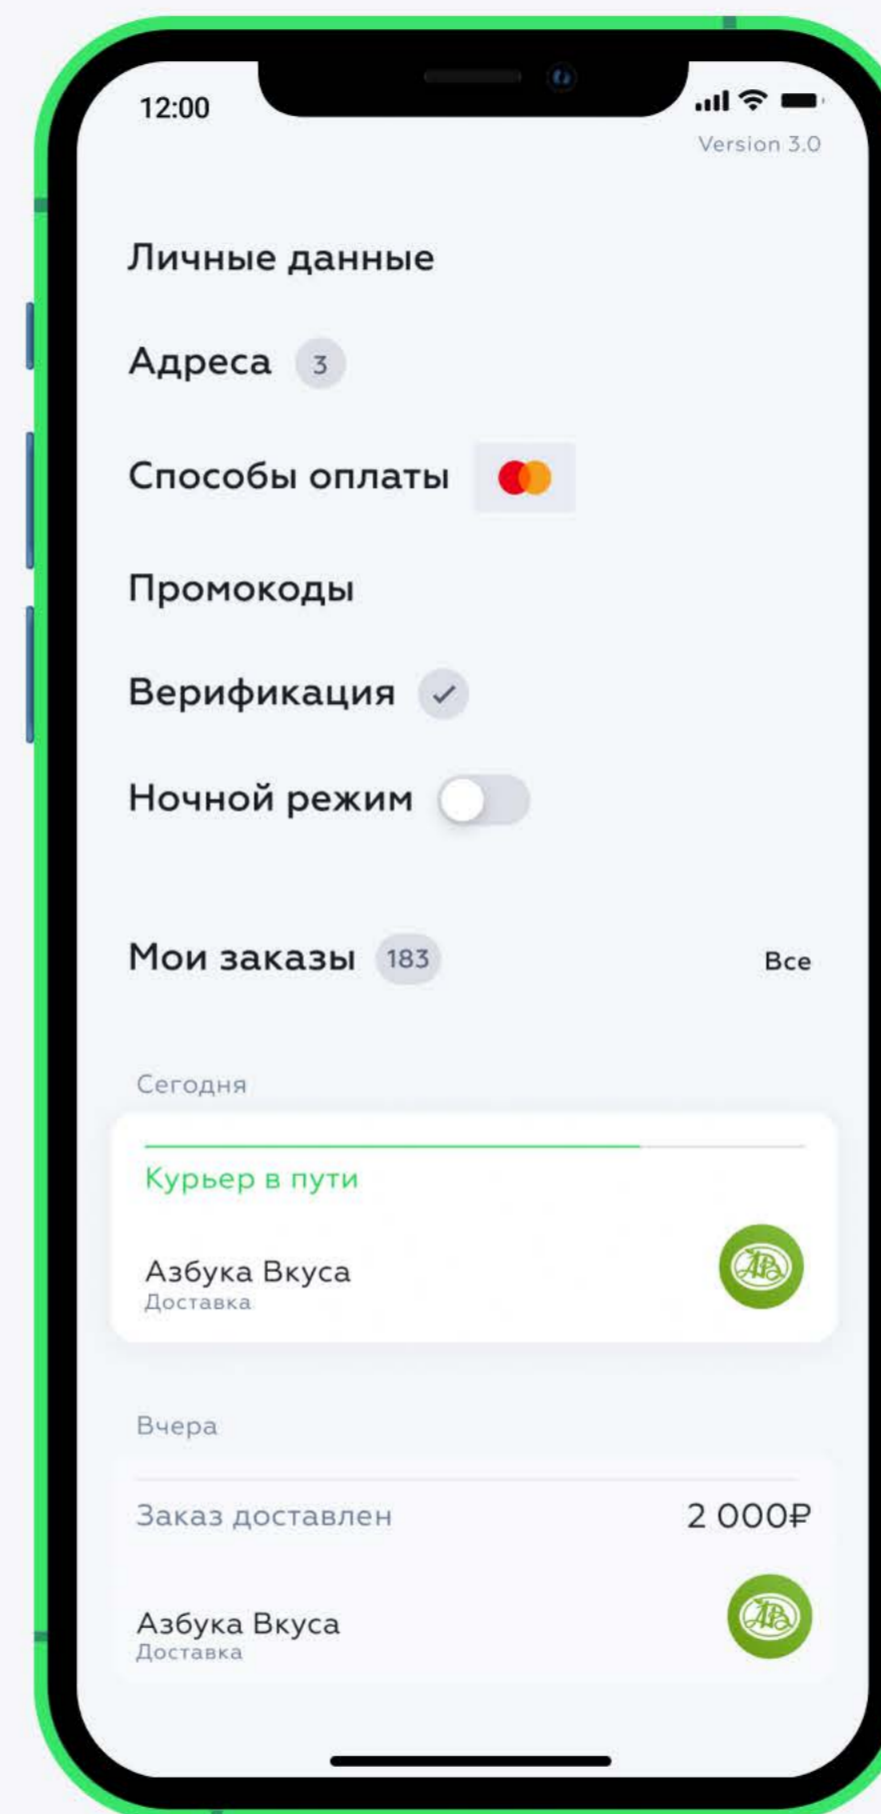 12:00
Version 3.0
Личные данные
Адреса 3
Способы оплаты
Промокоды
Верификация
Ночной режим
Мои заказы 183 Все
Сегодня
Курьер в пути
Азбука Вкуса
Доставка
Вчера
Заказ доставлен 2 000₽
Азбука Вкуса
Доставка